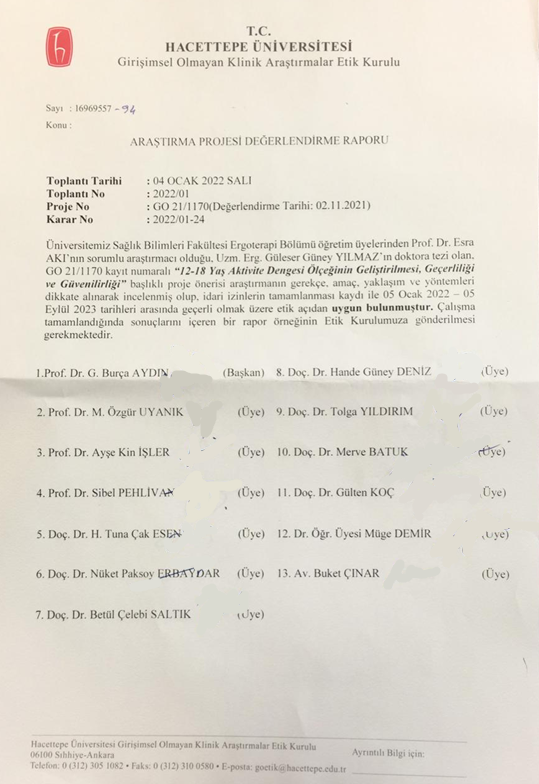 T.C.
HACETTEPE ÜNİVERSİTESİ
Girişimsel Olmayan Klinik Araştırmalar Etik Kurulu
Sayı : 16969557 - 94
Konu :
ARAŞTIRMA PROJESİ DEĞERLENDİRME RAPORU
Toplantı Tarihi : 04 OCAK 2022 SALI
Toplantı No : 2022/01
Proje No : GO 21/1170(Değerlendirme Tarihi: 02.11.2021)
Karar No : 2022/01-24
Üniversitemiz Sağlık Bilimleri Fakültesi Ergoterapi Bölümü öğretim üyelerinden Prof. Dr. Esra
AKI'nın sorumlu araştırmacı olduğu, Uzm. Erg. Güleser Güney YILMAZ'ın doktora tezi olan,
GO 21/1170 kayıt numaralı "12-18 Yaş Aktivite Dengesi Ölçeğinin Geliştirilmesi, Geçerliliği
ve Güvenilirliği" başlıklı proje önerisi araştırmanın gerekçe, amaç, yaklaşım ve yöntemleri
dikkate alınarak incelenmiş olup, idari izinlerin tamamlanması kaydı ile 05 Ocak 2022 – 05
Eylül 2023 tarihleri arasında geçerli olmak üzere etik açıdan uygun bulunmuştur. Çalışma
tamamlandığında sonuçlarını içeren bir rapor örneğinin Etik Kurulumuza gönderilmesi
gerekmektedir.
1.Prof. Dr. G. Burça AYDIN (Başkan) 8. Doç. Dr. Hande Güney DENİZ (Üye)
2. Prof. Dr. M. Özgür UYANIK (Üye) 9. Doç. Dr. Tolga YILDIRIM (Üye)
3. Prof. Dr. Ayşe Kin İŞLER (Üye) 10. Doç. Dr. Merve BATUK (Üye)
4. Prof. Dr. Sibel PEHLİVAN (Üye) 11. Doç. Dr. Gülten KOÇ (Üye)
5. Doç. Dr. H. Tuna Çak ESEN (Üye) 12. Dr. Öğr. Üyesi Müge DEMİR (Üye)
6. Doç. Dr. Nüket Paksoy ERBAYDAR (Üye) 13. Av. Buket ÇINAR (Üye)
7. Doç. Dr. Betül Çelebi SALTIK (Üye)
Hacettepe Üniversitesi Girişimsel Olmayan Klinik Araştırmalar Etik Kurulu
06100 Sıhhiye-Ankara
Telefon: 0 (312) 305 1082 • Faks: 0 (312) 310 0580 • E-posta: goetik@hacettepe.edu.tr
Ayrıntılı Bilgi için: